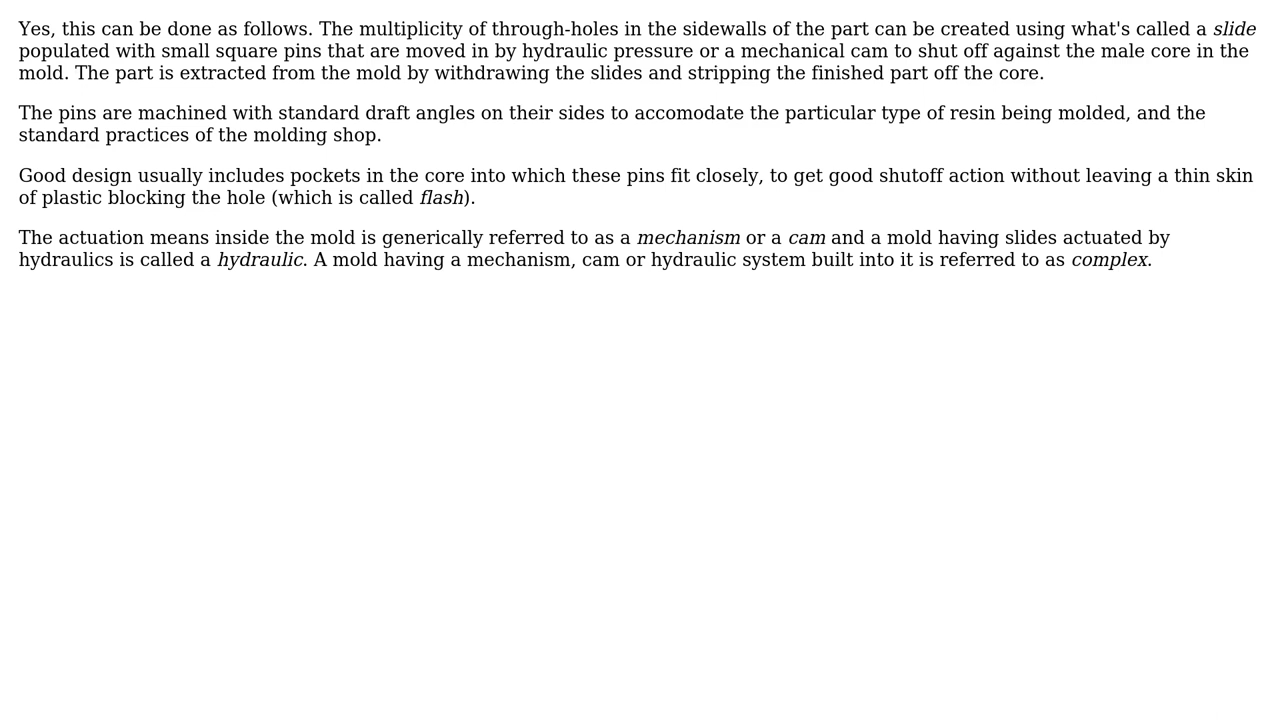 Yes, this can be done as follows. The multiplicity of through-holes in the sidewalls of the part can be created using what's called a slide
populated with small square pins that are moved in by hydraulic pressure or a mechanical cam to shut off against the male core in the
mold. The part is extracted from the mold by withdrawing the slides and stripping the finished part off the core.
The pins are machined with standard draft angles on their sides to accomodate the particular type of resin being molded, and the
standard practices of the molding shop.
Good design usually includes pockets in the core into which these pins fit closely, to get good shutoff action without leaving a thin skin
of plastic blocking the hole (which is called flash).
The actuation means inside the mold is generically referred to as a mechanism or a cam and a mold having slides actuated by
hydraulics is called a hydraulic. A mold having a mechanism, cam or hydraulic system built into it is referred to as complex.